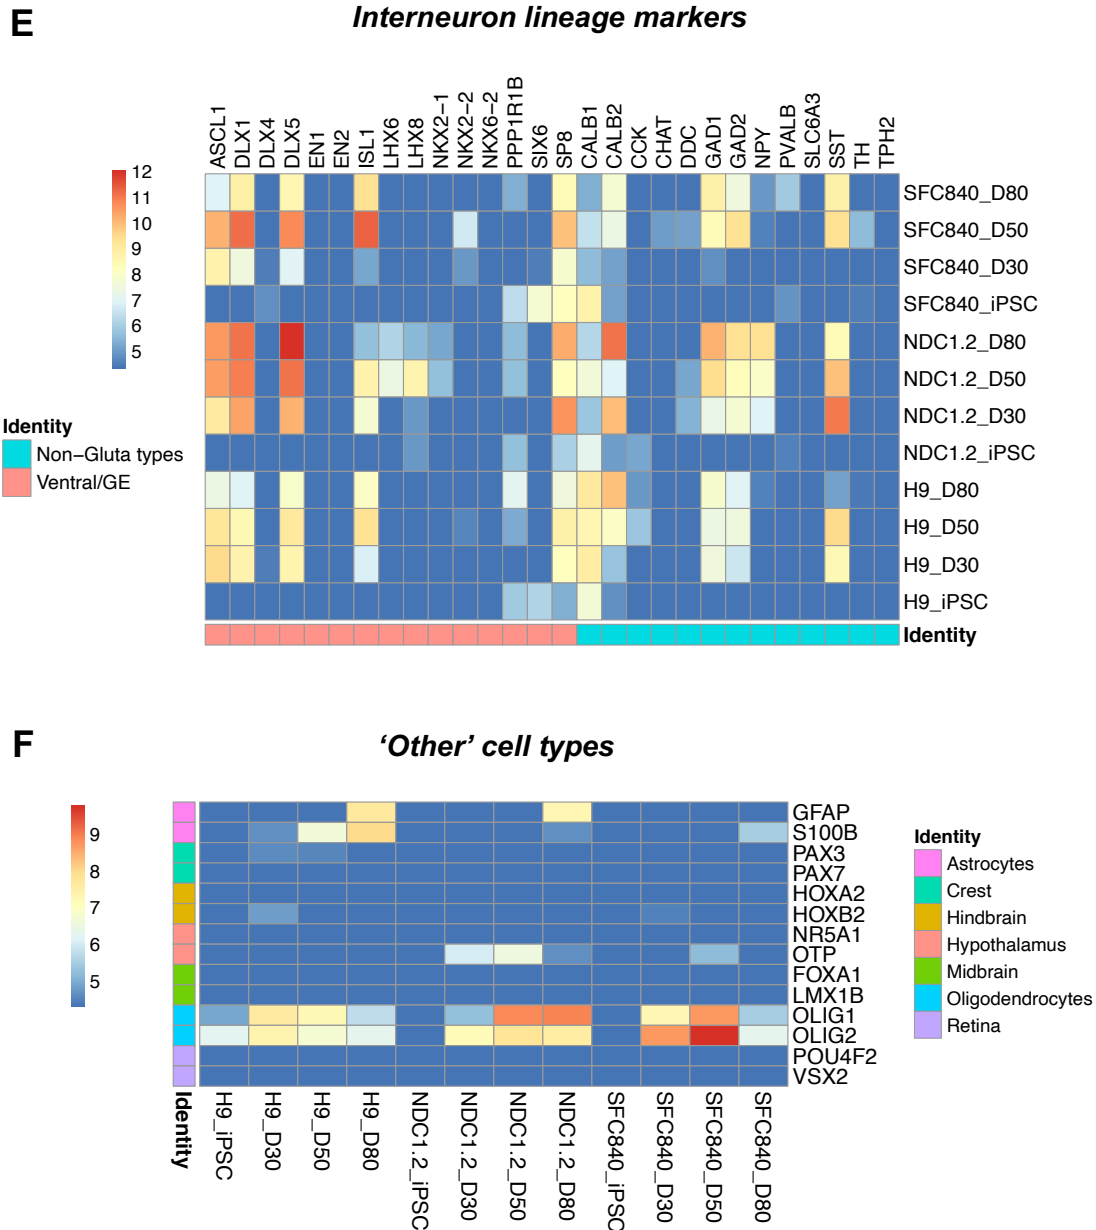 E
Interneuron lineage markers
ASCL1
DLX1
DLX4
DLX5
EN1
EN2
ISL1
LHX6
LHX8
NKX2−1
NKX2−2
NKX6−2
PPP1R1B
SIX6
SP8
CALB1
CALB2
CCK
CHAT
DDC
GAD1
GAD2
NPY
PVALB
SLC6A3
SST
TH
TPH2
12
11
10
9
8
7
6
5
SFC840_D80
SFC840_D50
SFC840_D30
SFC840_iPSC
NDC1.2_D80
NDC1.2_D50
NDC1.2_D30
NDC1.2_iPSC
H9_D80
H9_D50
H9_D30
H9_iPSC
Identity
Identity
Non−Gluta types
Ventral/GE
F
‘Other’ cell types
9
8
7
6
5
GFAP
S100B
PAX3
PAX7
HOXA2
HOXB2
NR5A1
OTP
FOXA1
LMX1B
OLIG1
OLIG2
POU4F2
VSX2
Identity
H9_iPSC
H9_D30
H9_D50
H9_D80
NDC1.2_iPSC
NDC1.2_D30
NDC1.2_D50
NDC1.2_D80
SFC840_iPSC
SFC840_D30
SFC840_D50
SFC840_D80
Identity
Astrocytes
Crest
Hindbrain
Hypothalamus
Midbrain
Oligodendrocytes
Retina